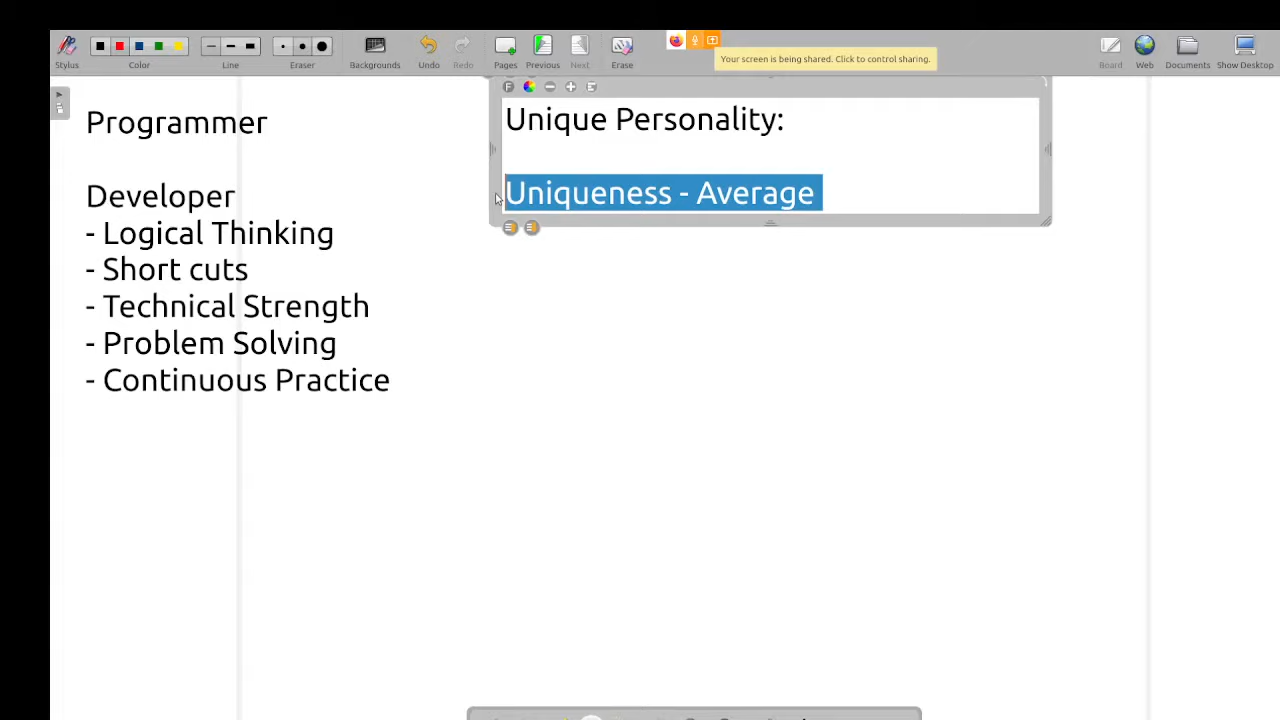 Stylus
Color
Line
Eraser
Backgrounds
Undo
Redo
Pages
Previous
Next
Erase
Your screen is being shared. Click to control sharing.
Board
Web
Documents
Show Desktop
Programmer
Developer
- Logical Thinking
- Short cuts
- Technical Strength
- Problem Solving
- Continuous Practice
F
Unique Personality:
Uniqueness - Average